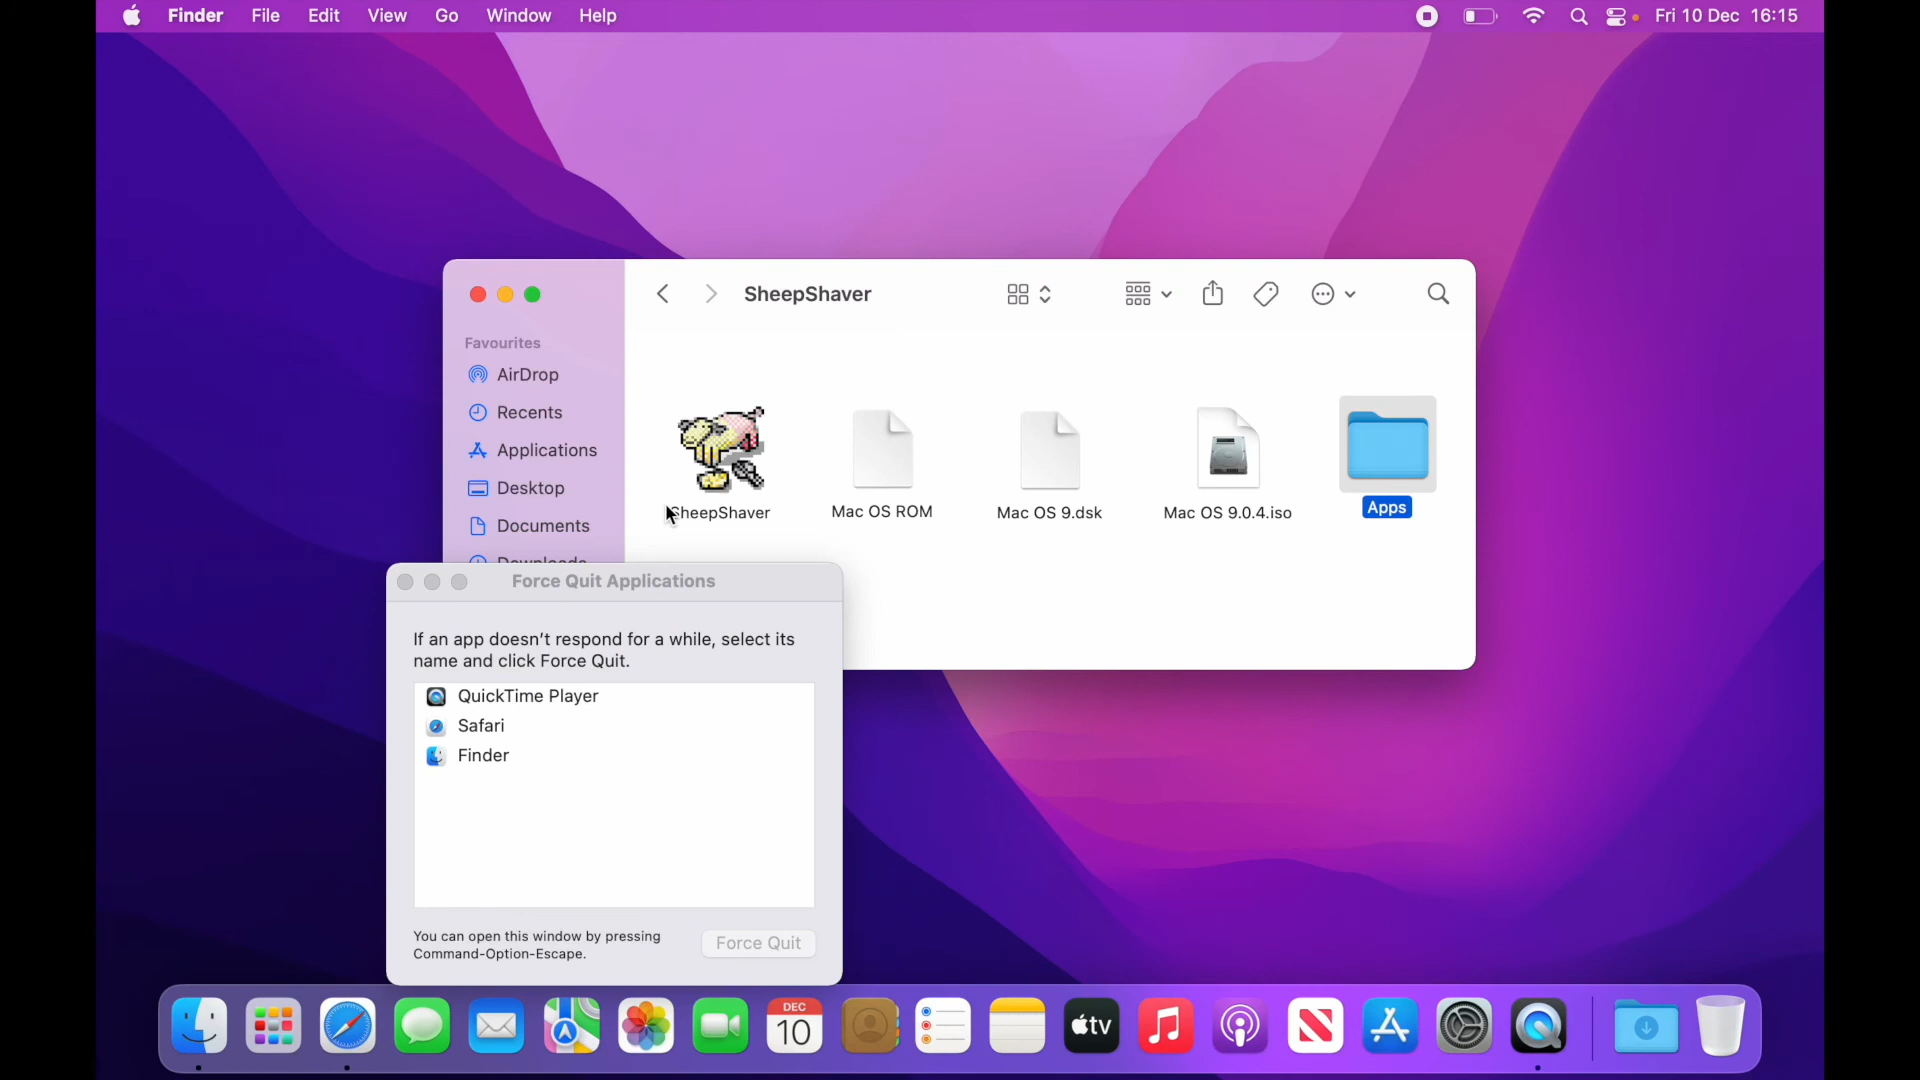 Finder File Edit View Go Window Help Fri 10 Dec 16:15
SheepShaver
Favourites
AirDrop
Recents
Applications
Desktop
Documents
SheepShaver
Mac OS ROM
Mac OS 9.dsk
Mac OS 9.0.4.iso
Apps
Force Quit Applications
If an app doesn't respond for a while, select its
name and click Force Quit.
QuickTime Player
Safari
Finder
You can open this window by pressing
Command-Option-Escape.
Force Quit
DEC
10
tv